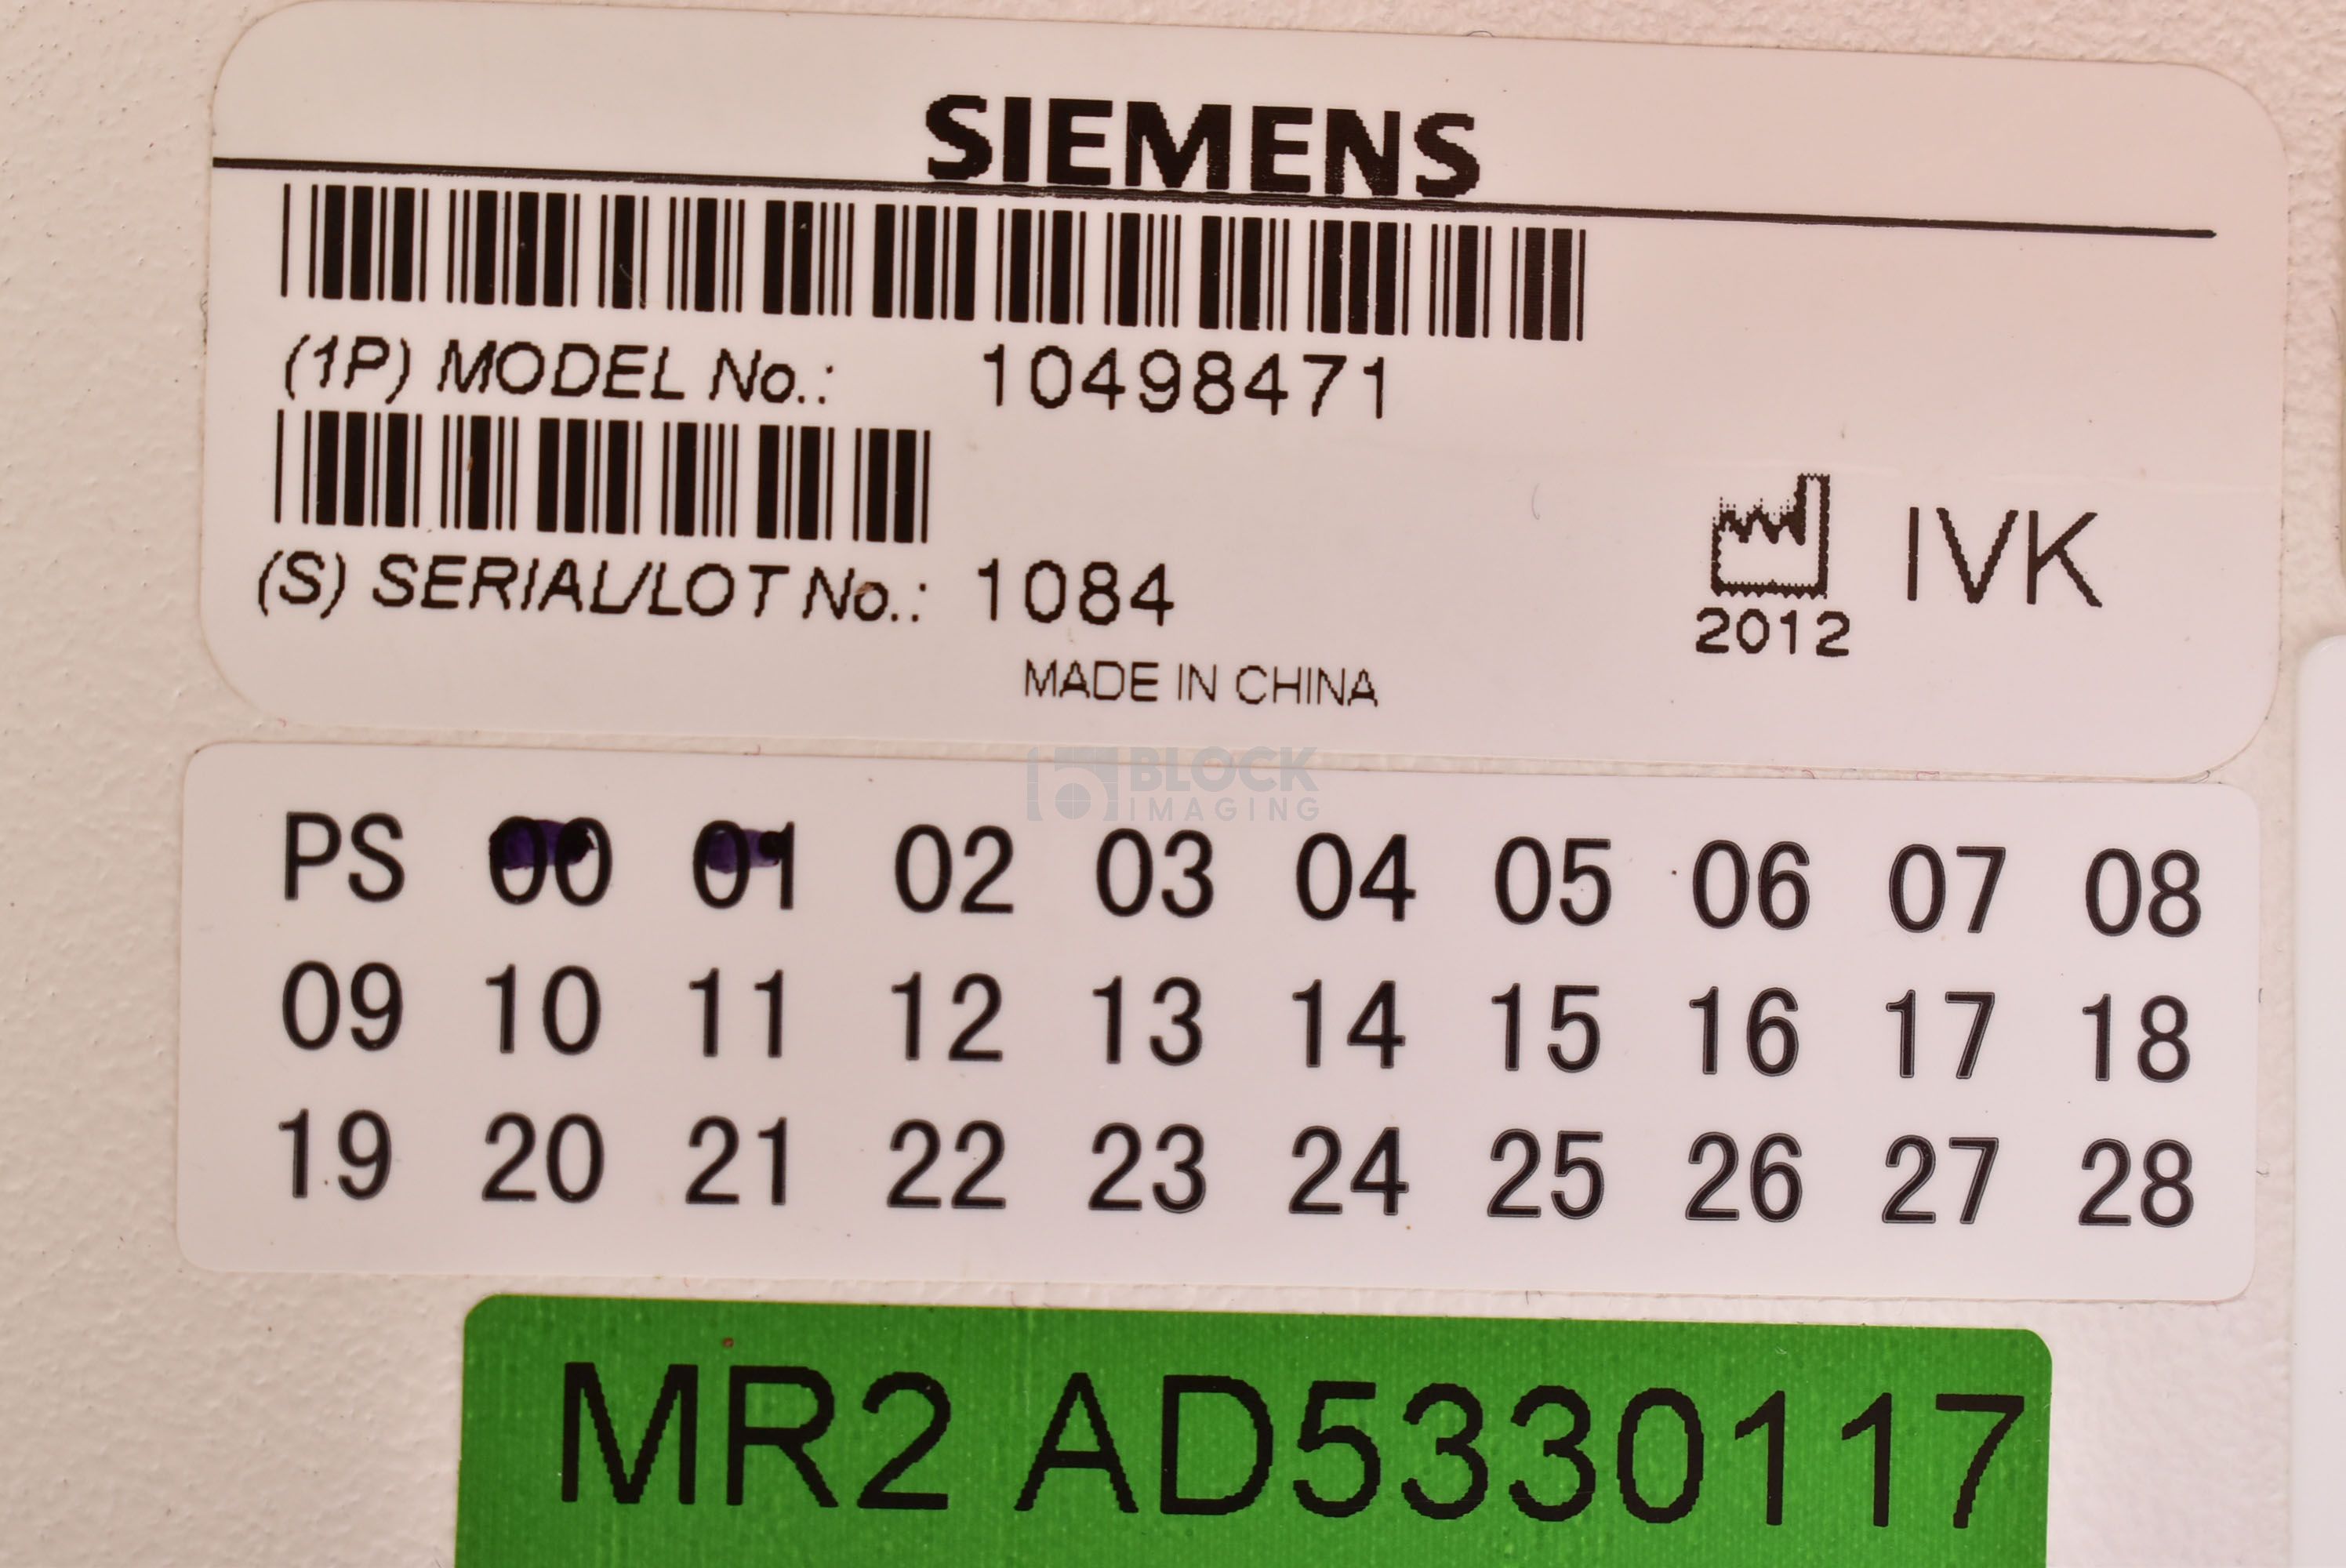 SIEMENS
(1P) MODEL No.: 10498471
(S) SERIAL/LOT No.: 1084
IVK
2012
MADE IN CHINA
BLOCK
IMAGING
PS 00 01 02 03 04 05 06 07 08
09 10 11 12 13 14 15 16 17 18
19 20 21 22 23 24 25 26 27 28
MR2 AD5330117